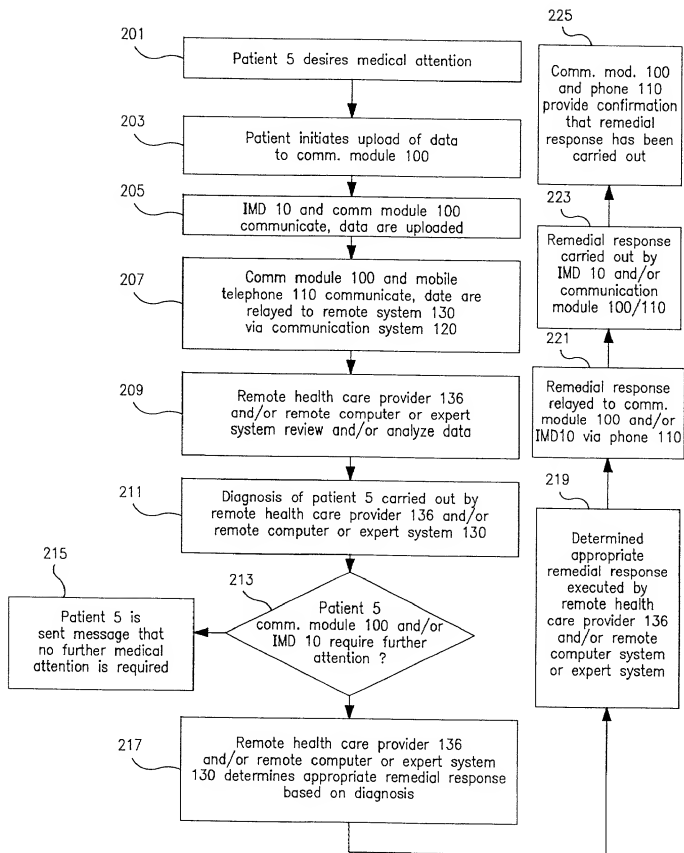 201
Patient 5 desires medical attention
203
Patient initiates upload of data
to comm. module 100
205
IMD 10 and comm module 100
communicate, data are uploaded
207
Comm module 100 and mobile
telephone 110 communicate, date are
relayed to remote system 130
via communication system 120
209
Remote health care provider 136
and/or remote computer or expert
system review and/or analyze data
211
Diagnosis of patient 5 carried out by
remote health care provider 136 and/or
remote computer or expert system 130
213
Patient 5
comm. module 100 and/or
IMD 10 require further
attention ?
215
Patient 5 is
sent message that
no further medical
attention is required
217
Remote health care provider 136
and/or remote computer or expert system
130 determines appropriate remedial response
based on diagnosis
219
Determined
appropriate
remedial response
executed by
remote health
care provider 136
and/or remote
computer system
or expert system
221
Remedial response
relayed to comm.
module 100 and/or
IMD10 via phone 110
223
Remedial response
carried out by
IMD 10 and/or
communication
module 100/110
225
Comm. mod. 100
and phone 110
provide confirmation
that remedial
response has been
carried out